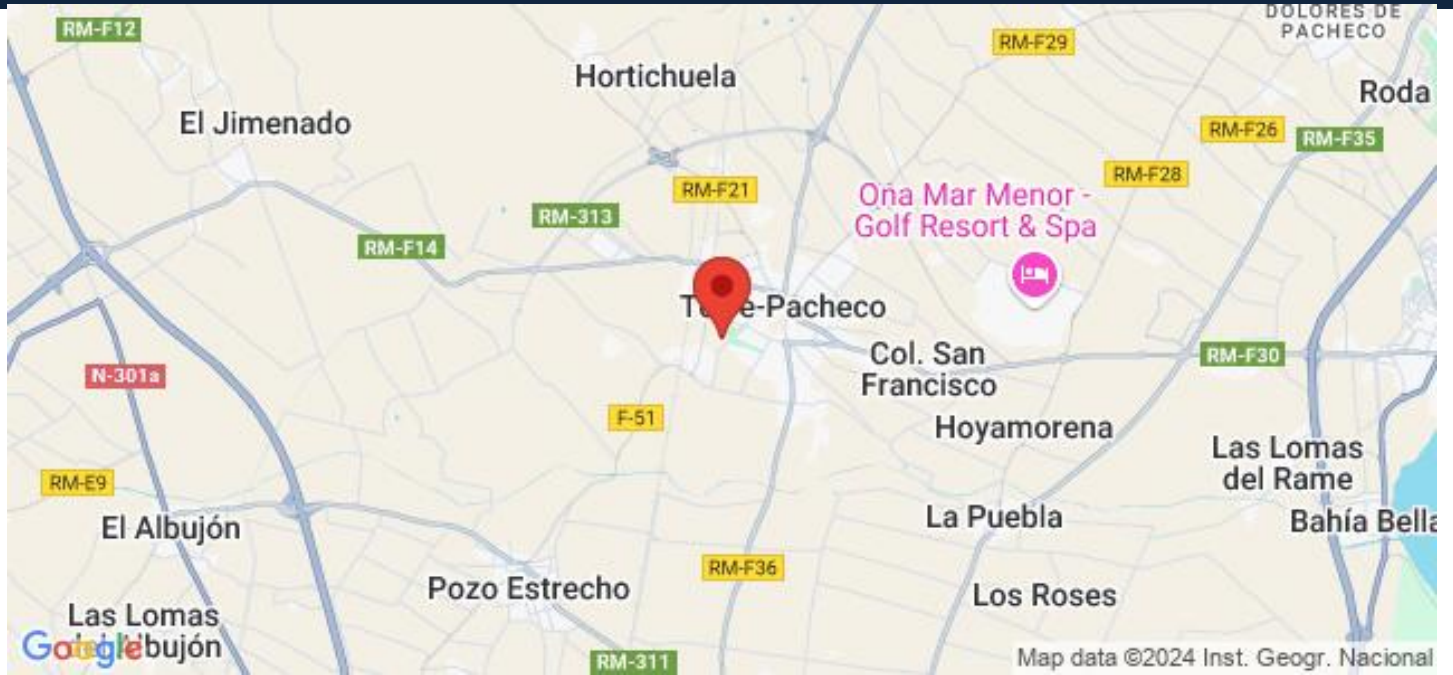 DOLORES DE
PACHECO
RM-F12
RM-F29
Hortichuela
Roda
El Jimenado
RM-F26
RM-F35
RM-F28
RM-F21
Oña Mar Menor -
Golf Resort & Spa
RM-313
RM-F14
-Pacheco
Col. San
Francisco
RM-F30
N-301a
F-51
Hoyamorena
Las Lomas
del Rame
RM-E9
La Puebla
Bahía Bella
El Albujón
RM-F36
Pozo Estrecho
Los Roses
Las Lomas
bujón
Google
RM-311
Map data ©2024 Inst. Geogr. Nacional